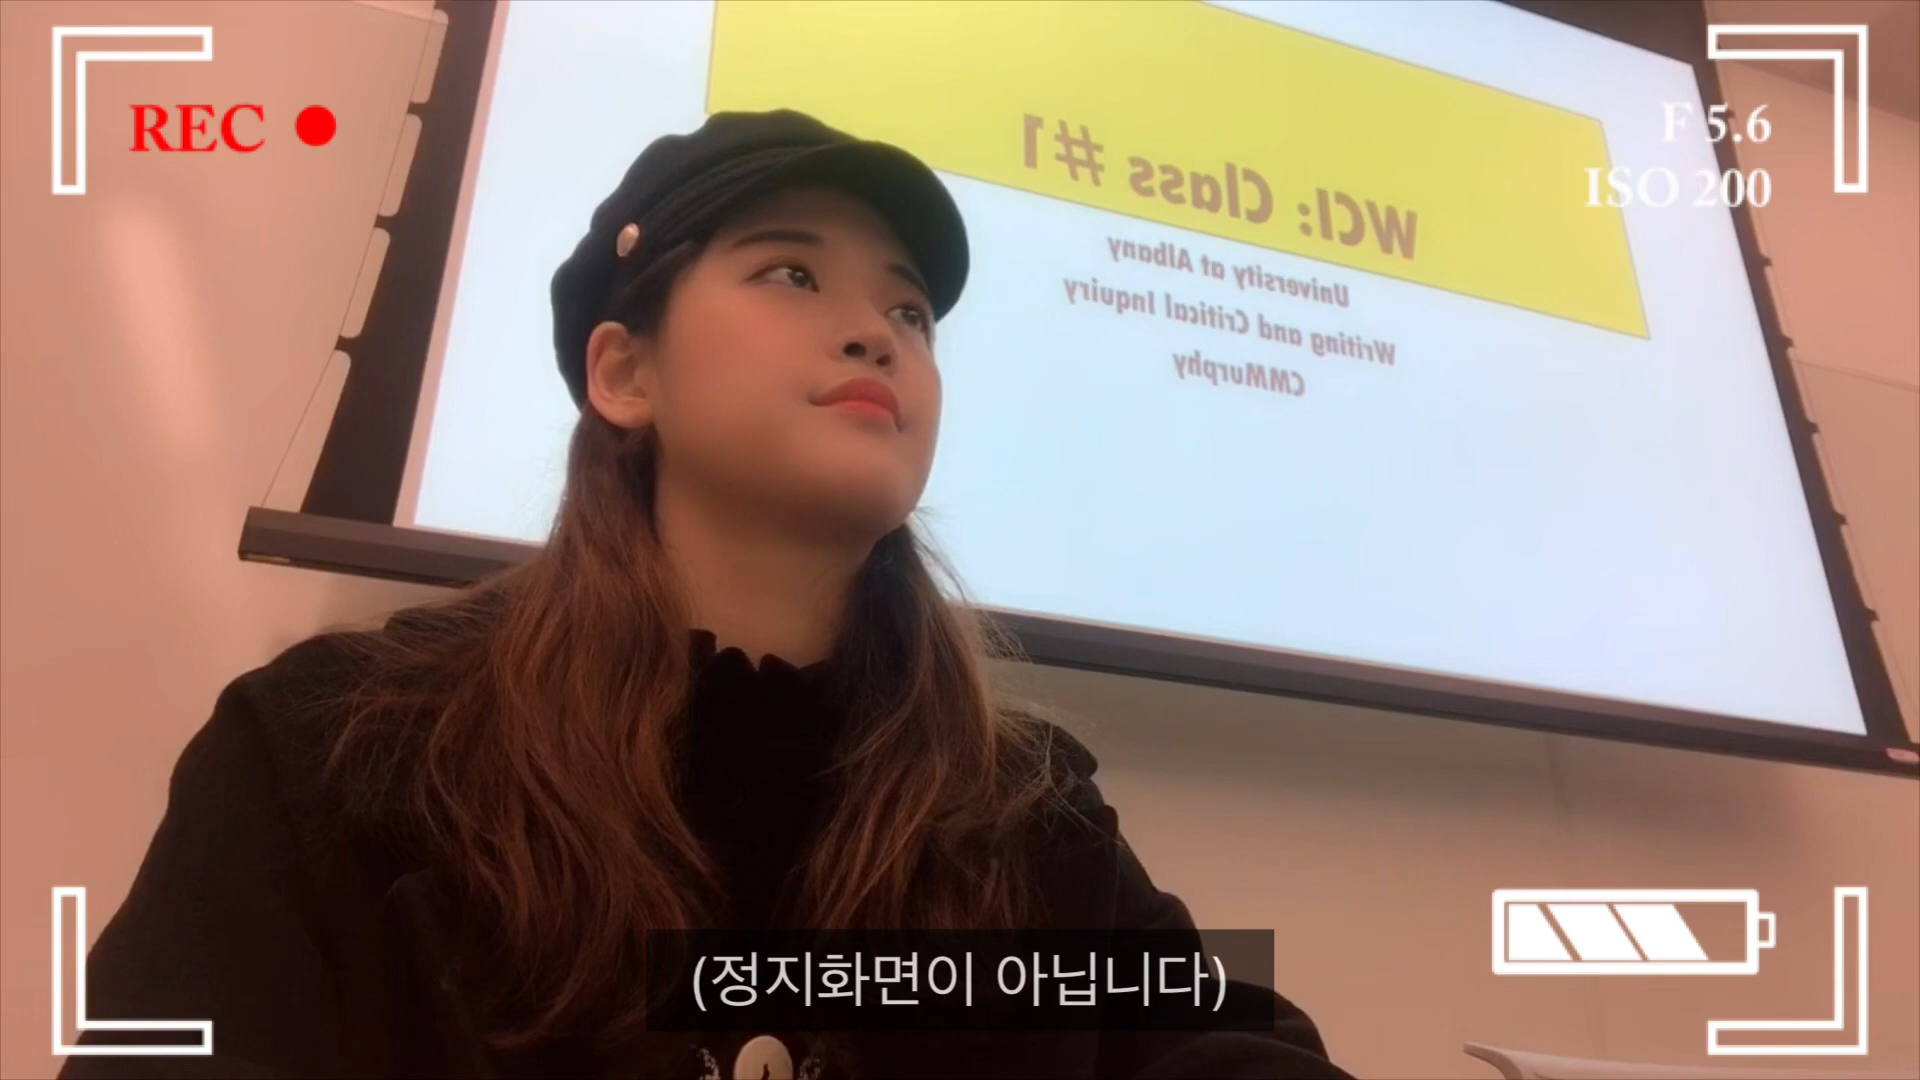 REC
F 5.6
ISO 200
WCI: Class #1
University at Albany
Writing and Critical Inquiry
CMMurphy
(정지화면이 아닙니다)